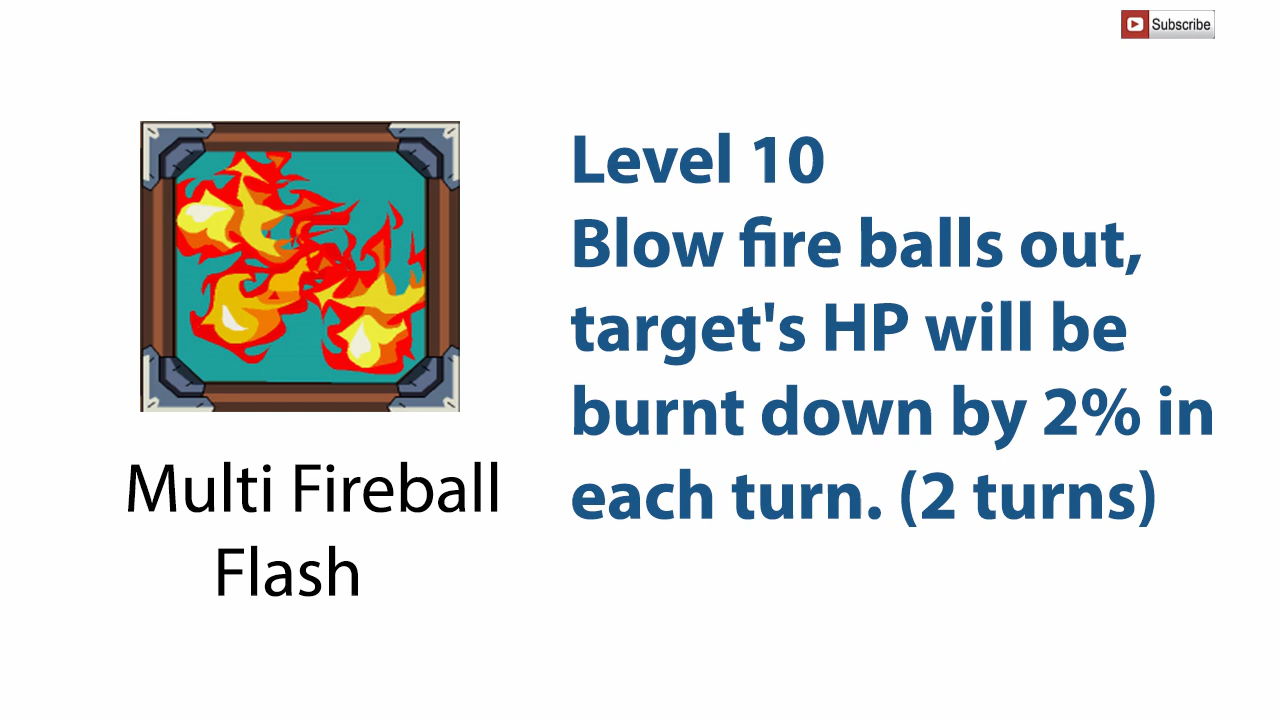 Subscribe
Level 10
Blow fire balls out,
target's HP will be
burnt down by 2% in
each turn. (2 turns)
Multi Fireball
Flash